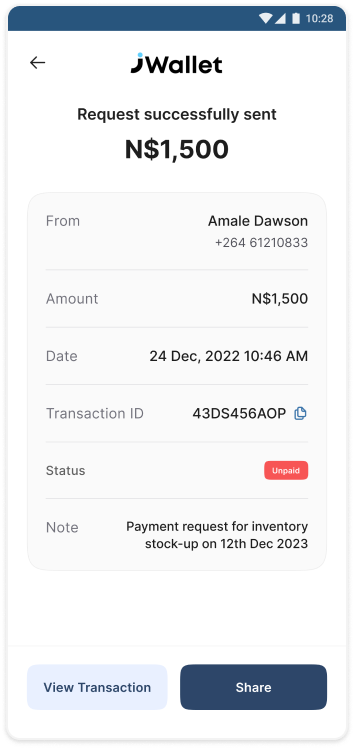 10:28
jWallet
Request successfully sent
N$1,500
From
Amale Dawson
+264 61210833
Amount
N$1,500
Date
24 Dec, 2022 10:46 AM
Transaction ID
43DS456AOP
Status
Unpaid
Note
Payment request for inventory
stock-up on 12th Dec 2023
View Transaction
Share